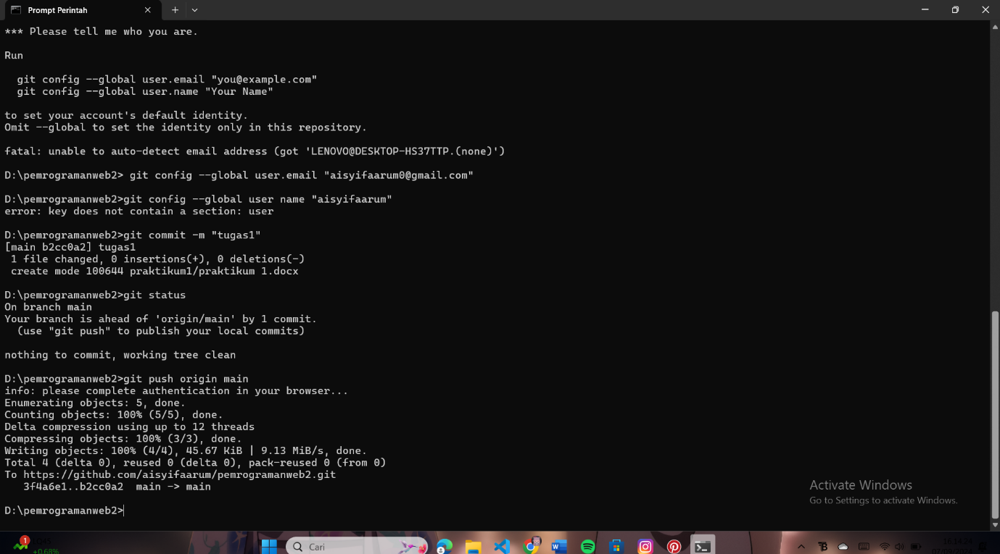 Prompt Perintah
*** Please tell me who you are.
Run
git config --global user.email "you@example.com"
git config --global user.name "Your Name"
to set your account's default identity.
Omit --global to set the identity only in this repository.
fatal: unable to auto-detect email address (got 'LENOVO@DESKTOP-HS37TTP.(none)')
D:\pemrogramanweb2> git config --global user.email "aisyifaarum0@gmail.com"
D:\pemrogramanweb2>git config --global user name "aisyifaarum"
error: key does not contain a section: user
D:\pemrogramanweb2>git commit -m "tugas1"
[main b2cc0a2] tugas1
1 file changed, 0 insertions(+), 0 deletions(-)
create mode 100644 praktikum1/praktikum 1.docx
D:\pemrogramanweb2>git status
On branch main
Your branch is ahead of 'origin/main' by 1 commit.
(use "git push" to publish your local commits)
nothing to commit, working tree clean
D:\pemrogramanweb2>git push origin main
info: please complete authentication in your browser...
Enumerating objects: 5, done.
Counting objects: 100% (5/5), done.
Delta compression using up to 12 threads
Compressing objects: 100% (3/3), done.
Writing objects: 100% (4/4), 45.67 KiB | 9.13 MiB/s, done.
Total 4 (delta 0), reused 0 (delta 0), pack-reused 0 (from 0)
To https://github.com/aisyifaarum/pemrogramanweb2.git
3f4a6e1..b2cc0a2  main -> main
D:\pemrogramanweb2>
Activate Windows
Go to Settings to activate Windows.
1
+0,68%
Cari
16.14.24